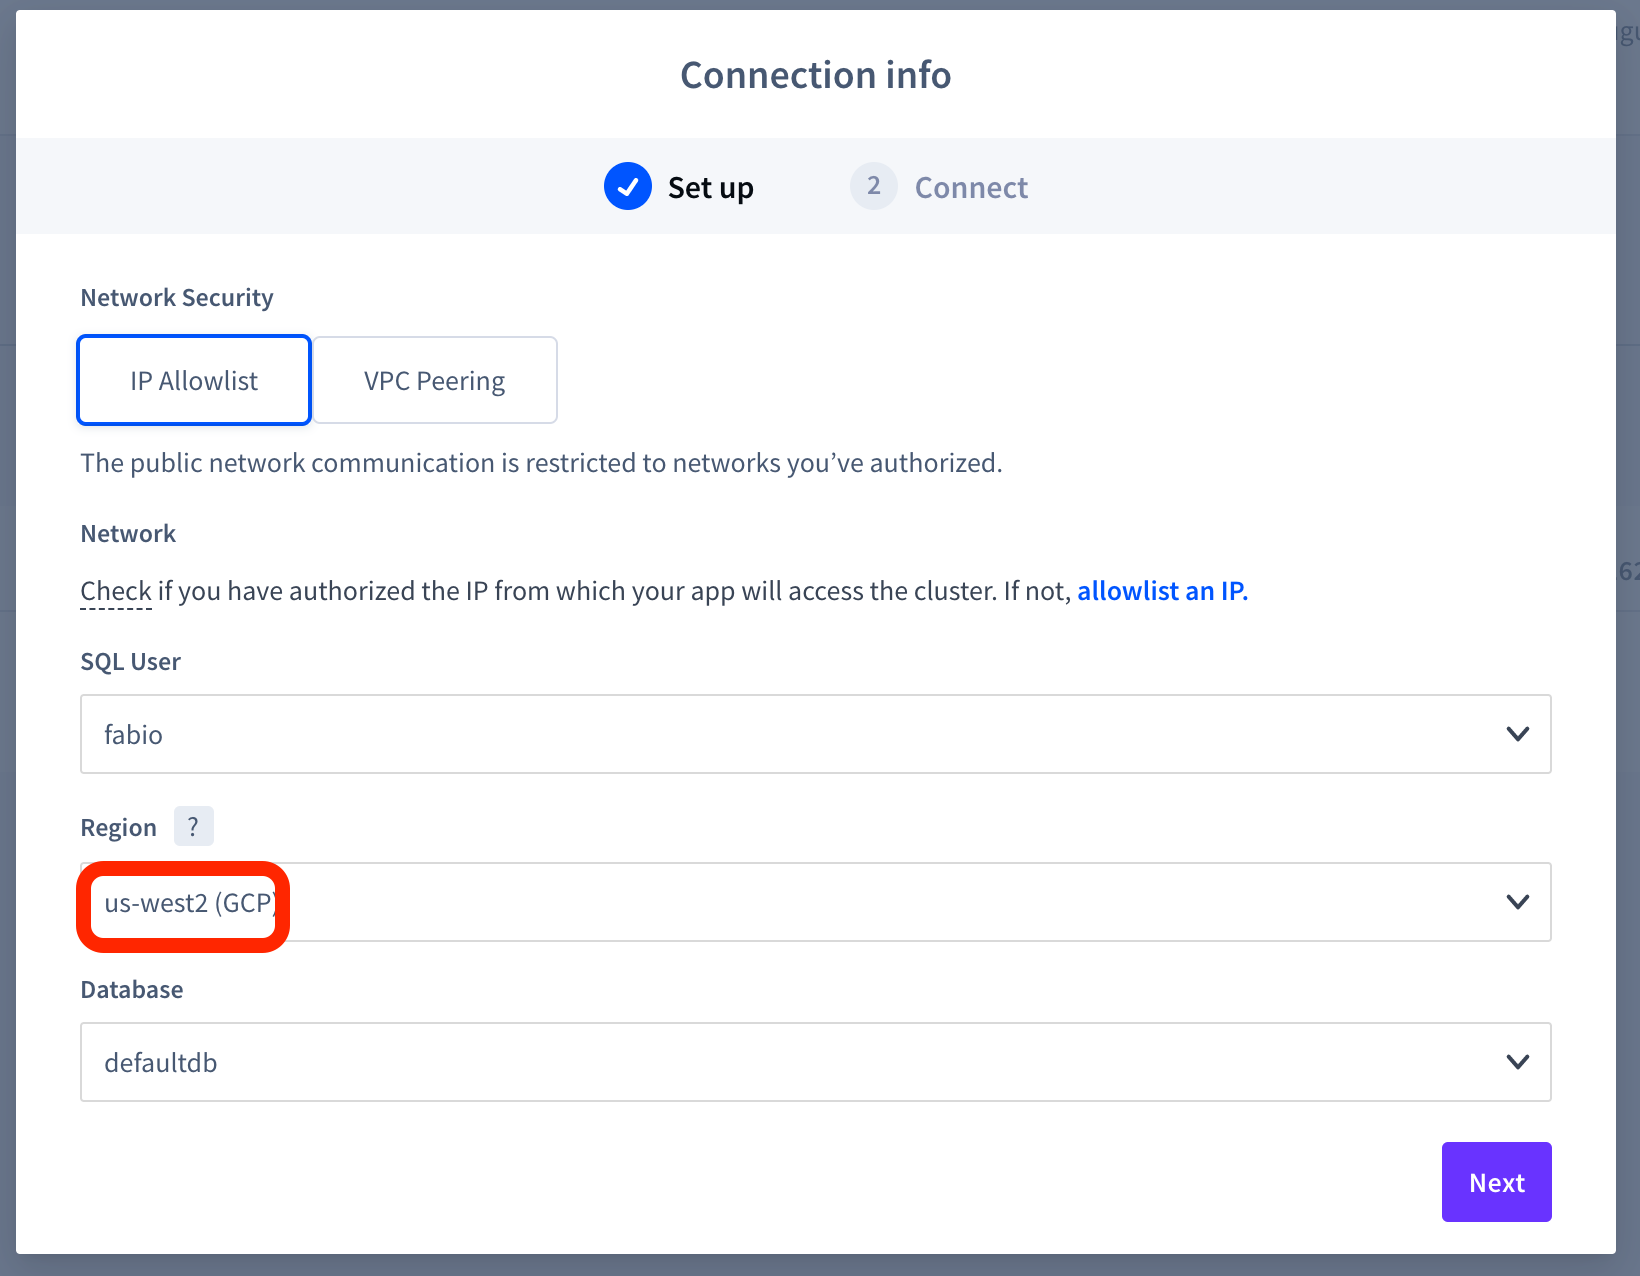 Connection info
Set up
2 Connect
Network Security
IP Allowlist VPC Peering
The public network communication is restricted to networks you’ve authorized.
Network
Check if you have authorized the IP from which your app will access the cluster. If not, allowlist an IP.
SQL User
fabio
Region ?
us-west2 (GCP)
Database
defaultdb
Next